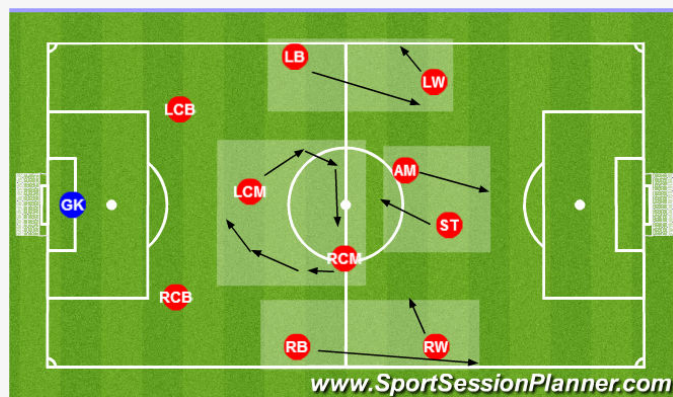 LB
LW
LCB
AM
LCM
GK
ST
RCM
RCB
RB
RW
www.SportSessionPlanner.com